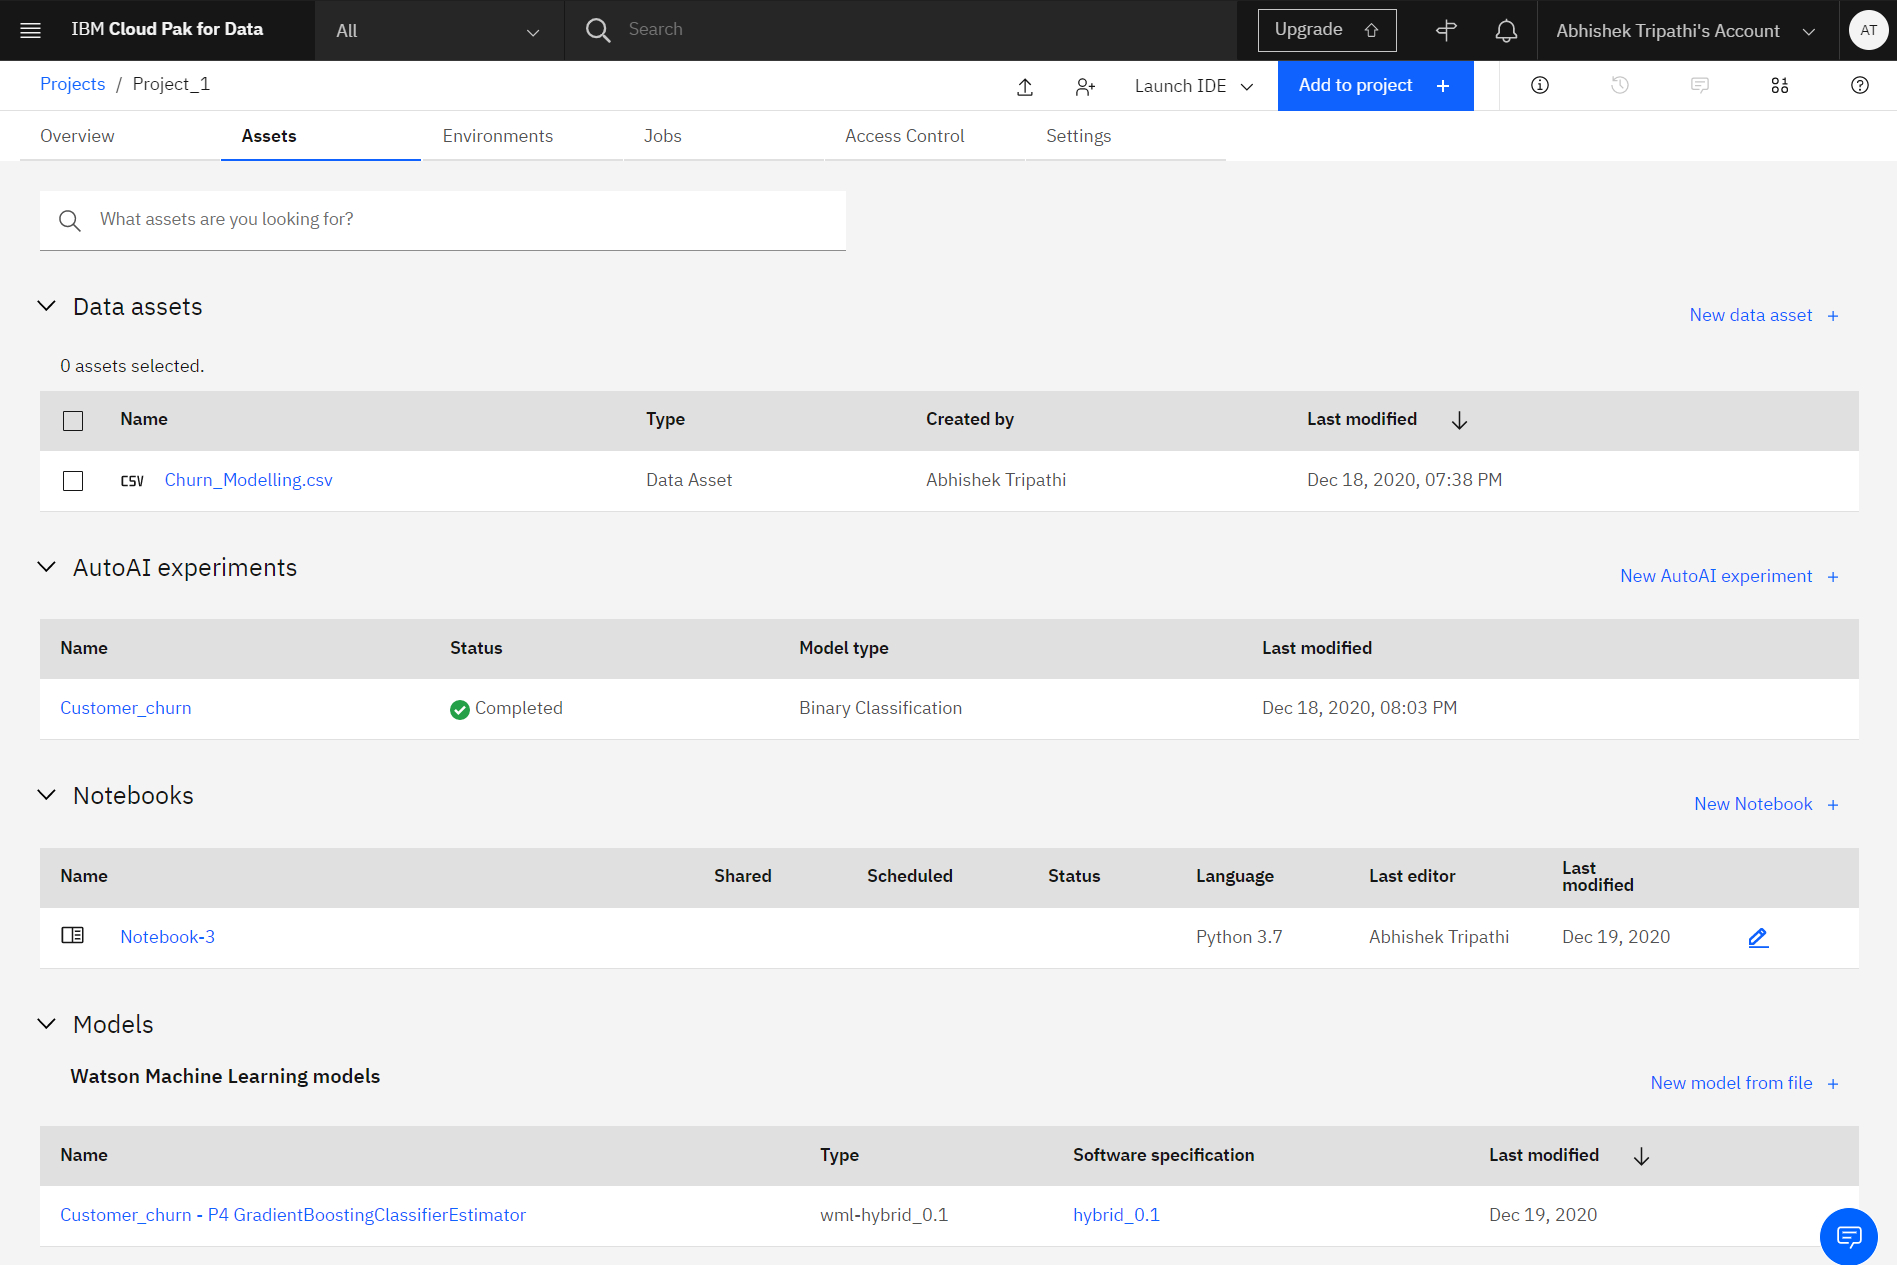 IBM Cloud Pak for Data All Search Upgrade Abhishek Tripathi's Account AT
Projects / Project_1 Launch IDE Add to project +
Overview Assets Environments Jobs Access Control Settings
What assets are you looking for?
Data assets
New data asset +
0 assets selected.
Name Type Created by Last modified
CSV Churn_Modelling.csv Data Asset Abhishek Tripathi Dec 18, 2020, 07:38 PM
AutoAI experiments
New AutoAI experiment +
Name Status Model type Last modified
Customer_churn Completed Binary Classification Dec 18, 2020, 08:03 PM
Notebooks
New Notebook +
Name Shared Scheduled Status Language Last editor Last modified
Notebook-3 Python 3.7 Abhishek Tripathi Dec 19, 2020
Models
Watson Machine Learning models
New model from file +
Name Type Software specification Last modified
Customer_churn - P4 GradientBoostingClassifierEstimator wml-hybrid_0.1 hybrid_0.1 Dec 19, 2020